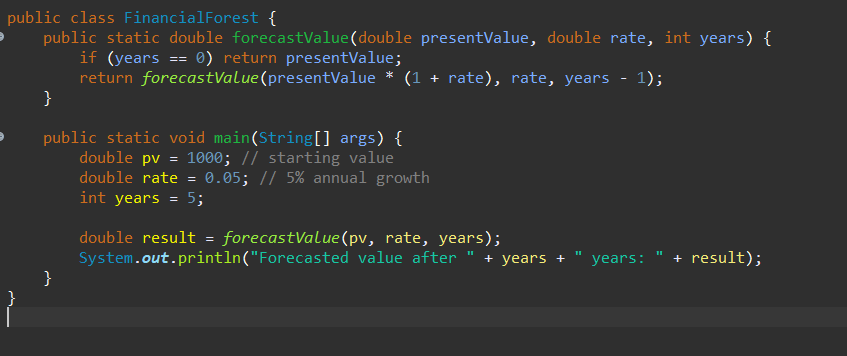 public class FinancialForest {
    public static double forecastValue(double presentValue, double rate, int years) {
        if (years == 0) return presentValue;
        return forecastValue(presentValue * (1 + rate), rate, years - 1);
    }

    public static void main(String[] args) {
        double pv = 1000; // starting value
        double rate = 0.05; // 5% annual growth
        int years = 5;

        double result = forecastValue(pv, rate, years);
        System.out.println("Forecasted value after " + years + " years: " + result);
    }
}